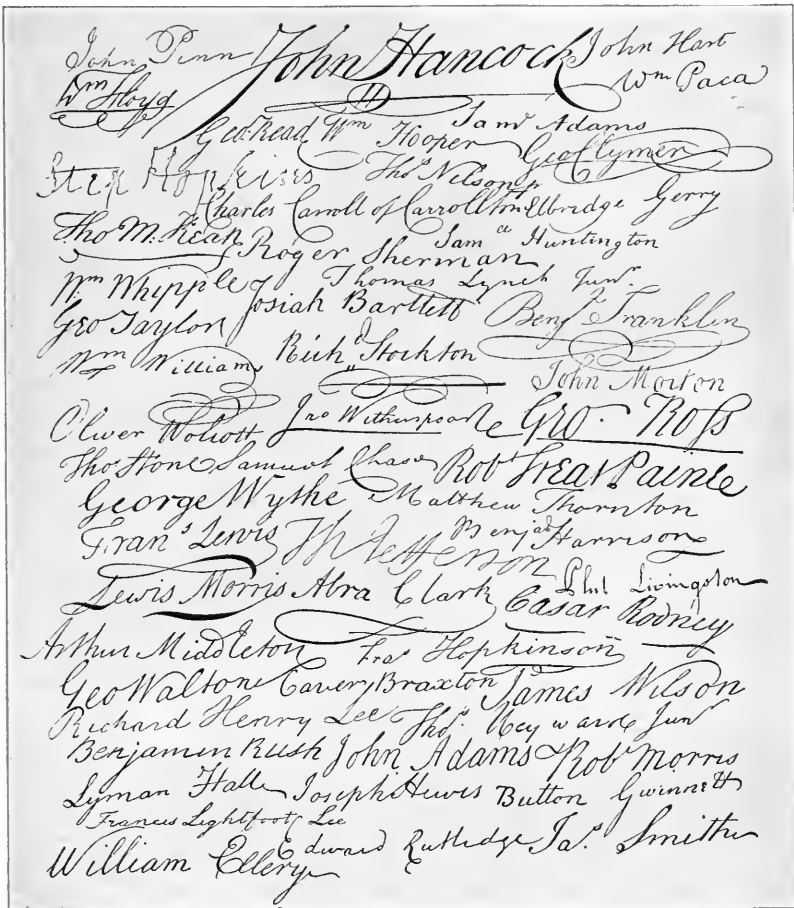 John Penn John Hancock John Hart
Wm Floyd Wm Paca
Geo. Read Wm Hooper Saml Adams
Geo Clymer
Step Hopkins Thos Nelson jr
Charles Carroll of Carrollton Elbridge Gerry
Tho M. Kean Roger Sherman Saml Huntington
Wm Whipple Josiah Bartlett Thomas Lynch Junr.
Geo Taylor Benj Franklin
Wm Williams Richd Stockton
John Morton
Oliver Wolcott Jno Witherspoon Geo. Ross
Thos Stone Samuel Chase Robt Treat Paine
George Wythe Matthew Thornton
Frans Lewis Th Jefferson Benja Harrison
Lewis Morris Abra Clark Phil Livingston
Cæsar Rodney
Arthur Middleton Fras Hopkinson
Geo Walton Carter Braxton James Wilson
Richard Henry Lee Thos. Heyward Junr
Benjamin Rush John Adams Robt Morris
Lyman Hall Joseph Hewes Button Gwinnett
Francis Lightfoot Lee
William Ellery Edward Rutledge Jas. Smith